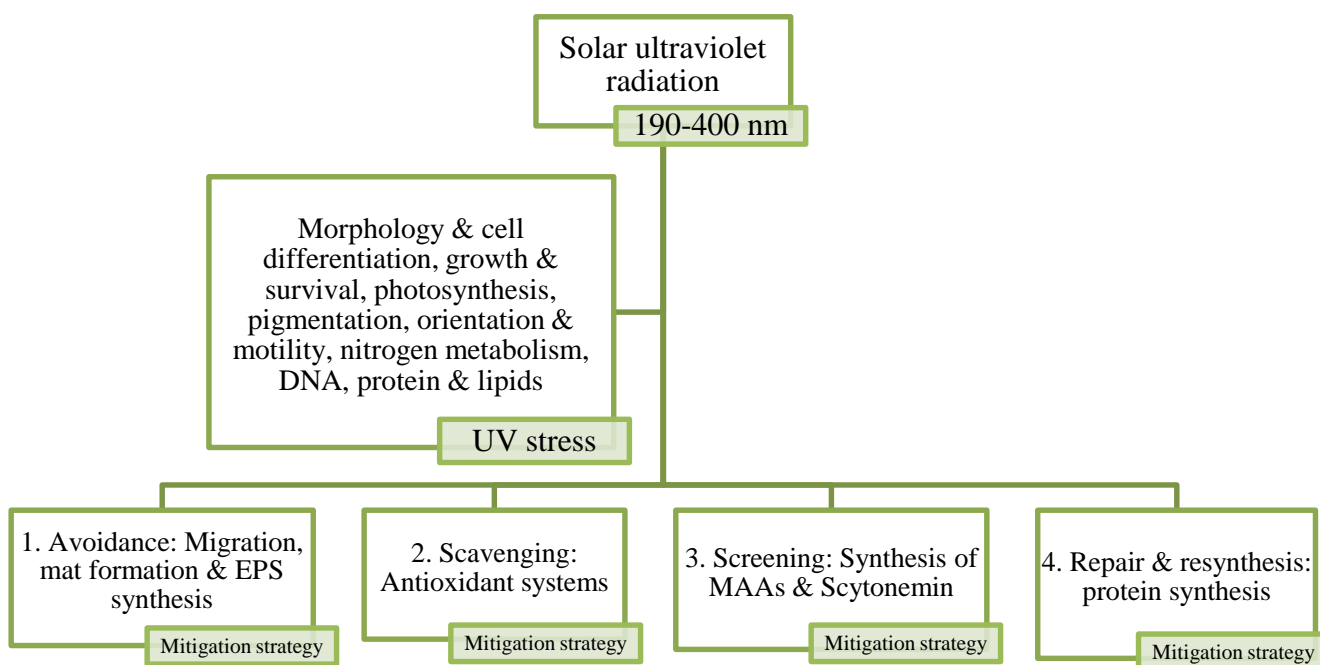 Solar ultraviolet
radiation
190-400 nm
Morphology & cell
differentiation, growth &
survival, photosynthesis,
pigmentation, orientation &
motility, nitrogen metabolism,
DNA, protein & lipids
UV stress
1. Avoidance: Migration,
mat formation & EPS
synthesis
Mitigation strategy
2. Scavenging:
Antioxidant systems
Mitigation strategy
3. Screening: Synthesis of
MAAs & Scytonemin
Mitigation strategy
4. Repair & resynthesis:
protein synthesis
Mitigation strategy